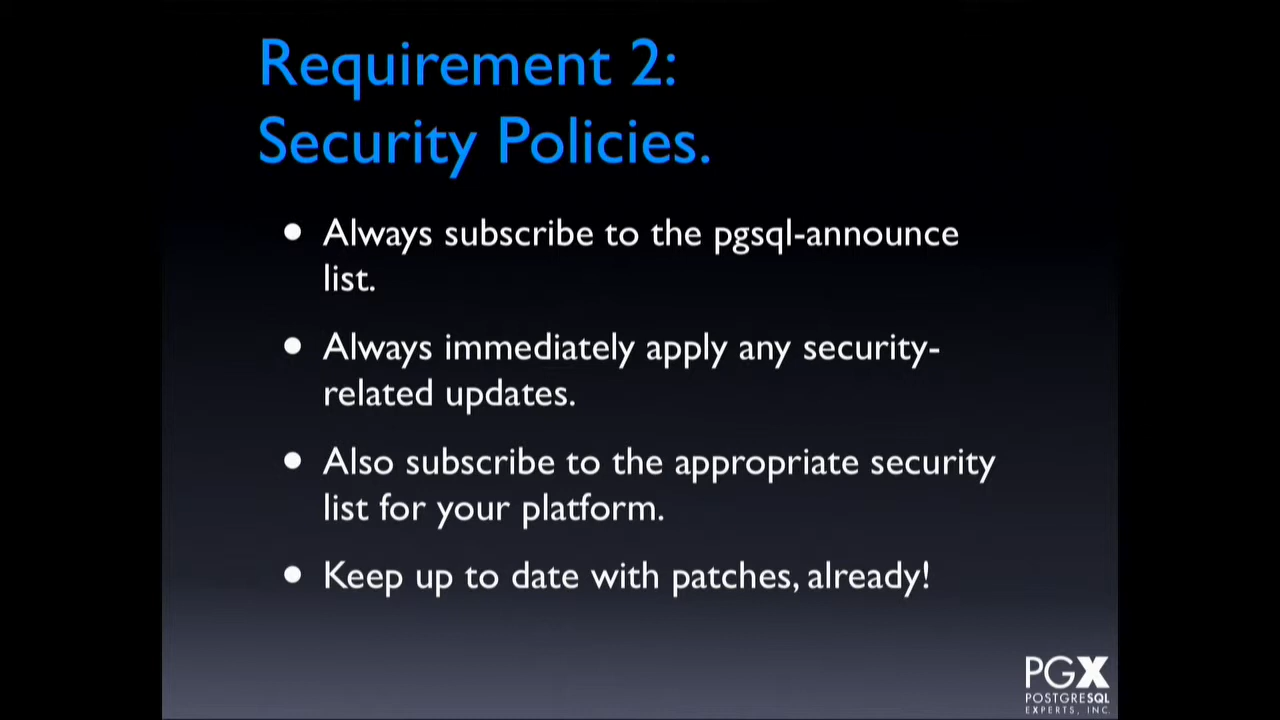 Requirement 2:
Security Policies.
• Always subscribe to the pgsql-announce
list.
• Always immediately apply any security-
related updates.
• Also subscribe to the appropriate security
list for your platform.
• Keep up to date with patches, already!
PGX
POSTGRESQL
EXPERTS, INC.